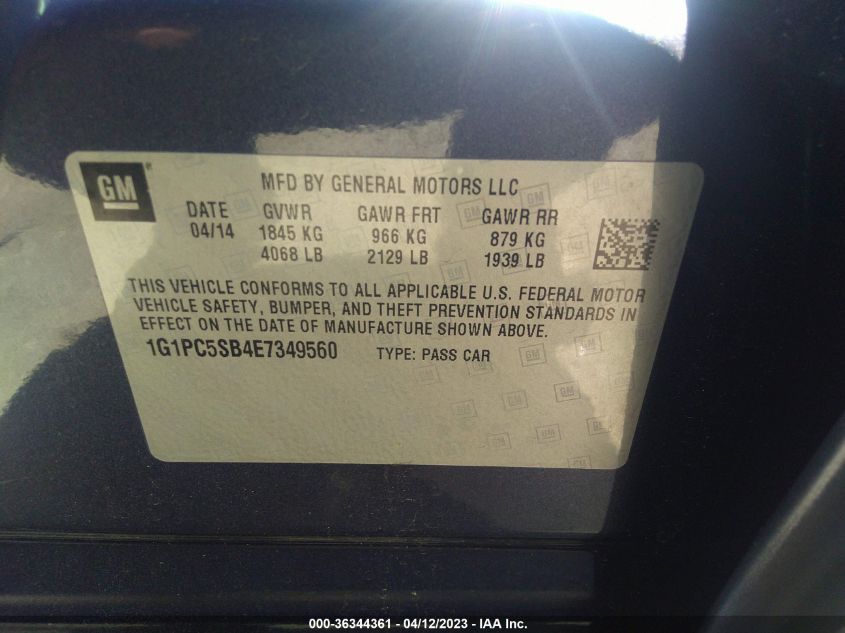 GM
MFD BY GENERAL MOTORS LLC
DATE GVWR GAWR FRT GAWR RR
04/14 1845 KG 966 KG 879 KG
4068 LB 2129 LB 1939 LB
THIS VEHICLE CONFORMS TO ALL APPLICABLE U.S. FEDERAL MOTOR
VEHICLE SAFETY, BUMPER, AND THEFT PREVENTION STANDARDS IN
EFFECT ON THE DATE OF MANUFACTURE SHOWN ABOVE.
1G1PC5SB4E7349560 TYPE: PASS CAR
000-36344361 - 04/12/2023 - IAA Inc.